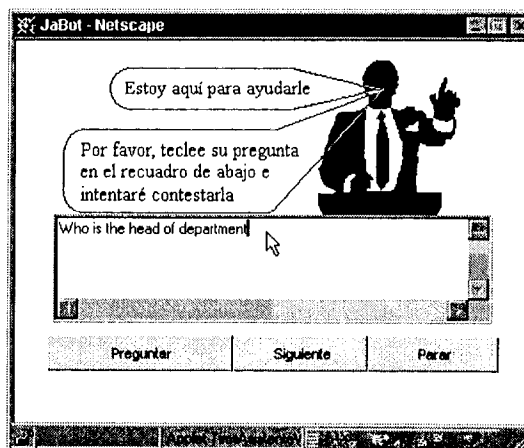 JaBot - Netscape
Estoy aquí para ayudarle
Por favor, teclee su pregunta
en el recuadro de abajo e
intentaré contestarla
Who is the head of department
Preguntar
Siguiente
Parar